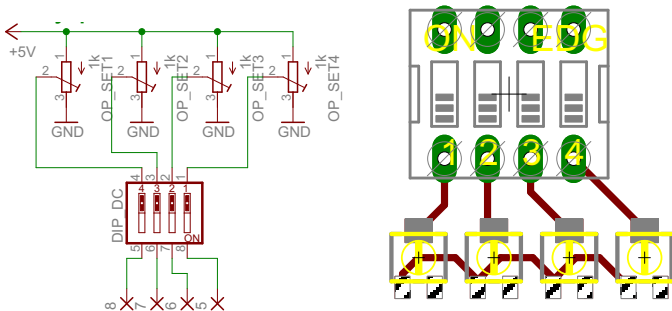 +5V
1
2
3
1k
OP_SET1
GND
1
2
3
1k
OP_SET2
GND
1
2
3
1k
OP_SET3
GND
1
2
3
1k
OP_SET4
GND
4 3 2 1
4 3 2 1
DIP_DC
ON
5 6 7 8
8 7 6 5
ON EDG
1 2 3 4